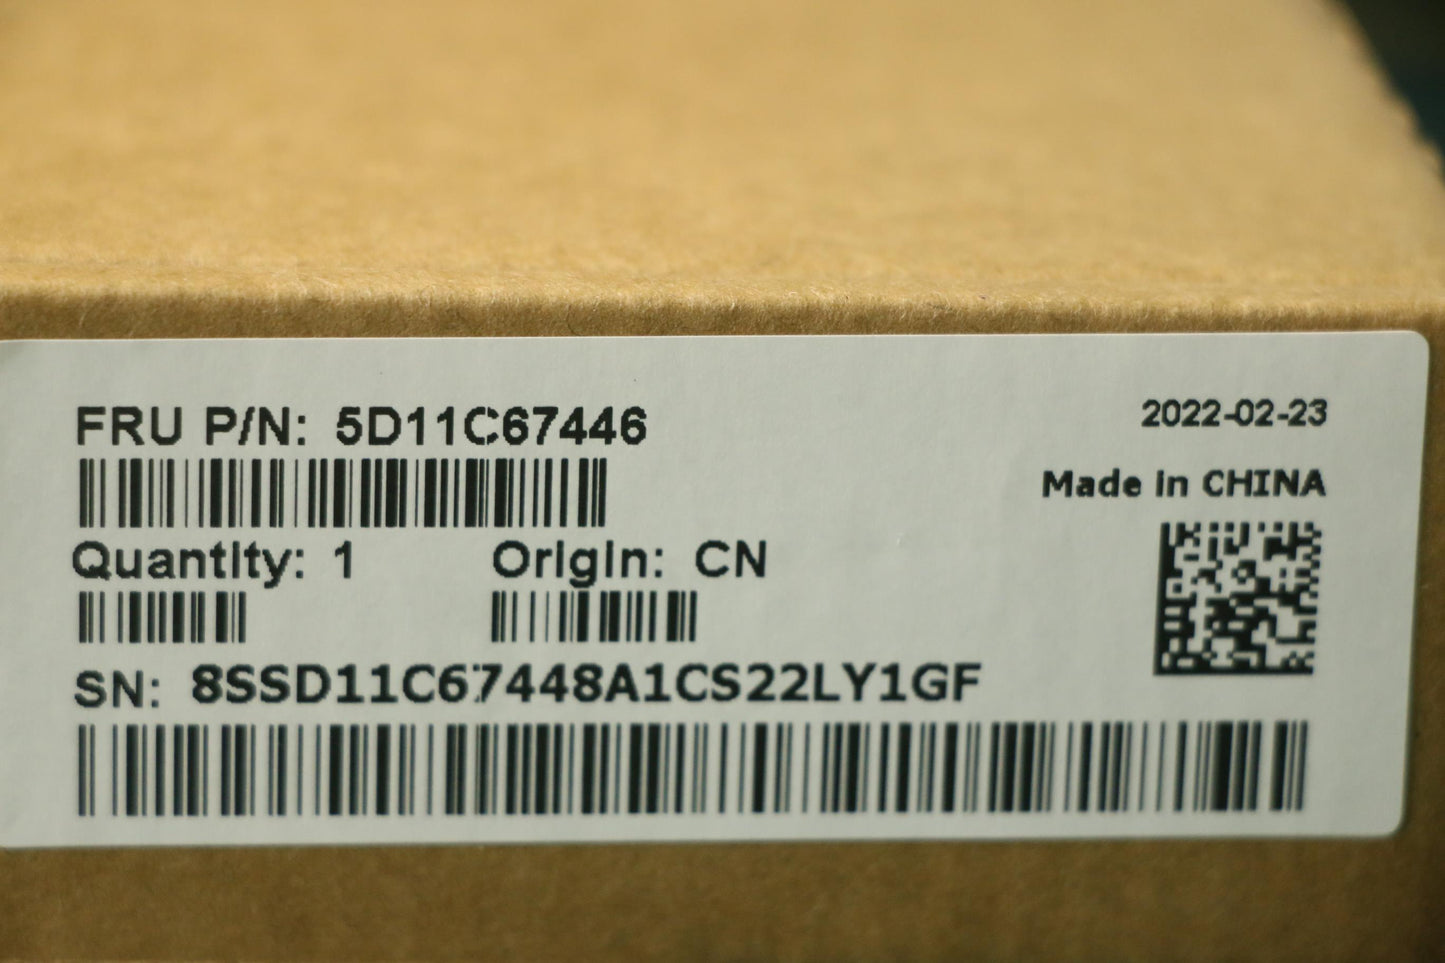 FRU P/N: 5D11C67446
2022-02-23
Made in CHINA
Quantity: 1
Origin: CN
SN: 8SSD11C67448A1CS22LY1GF